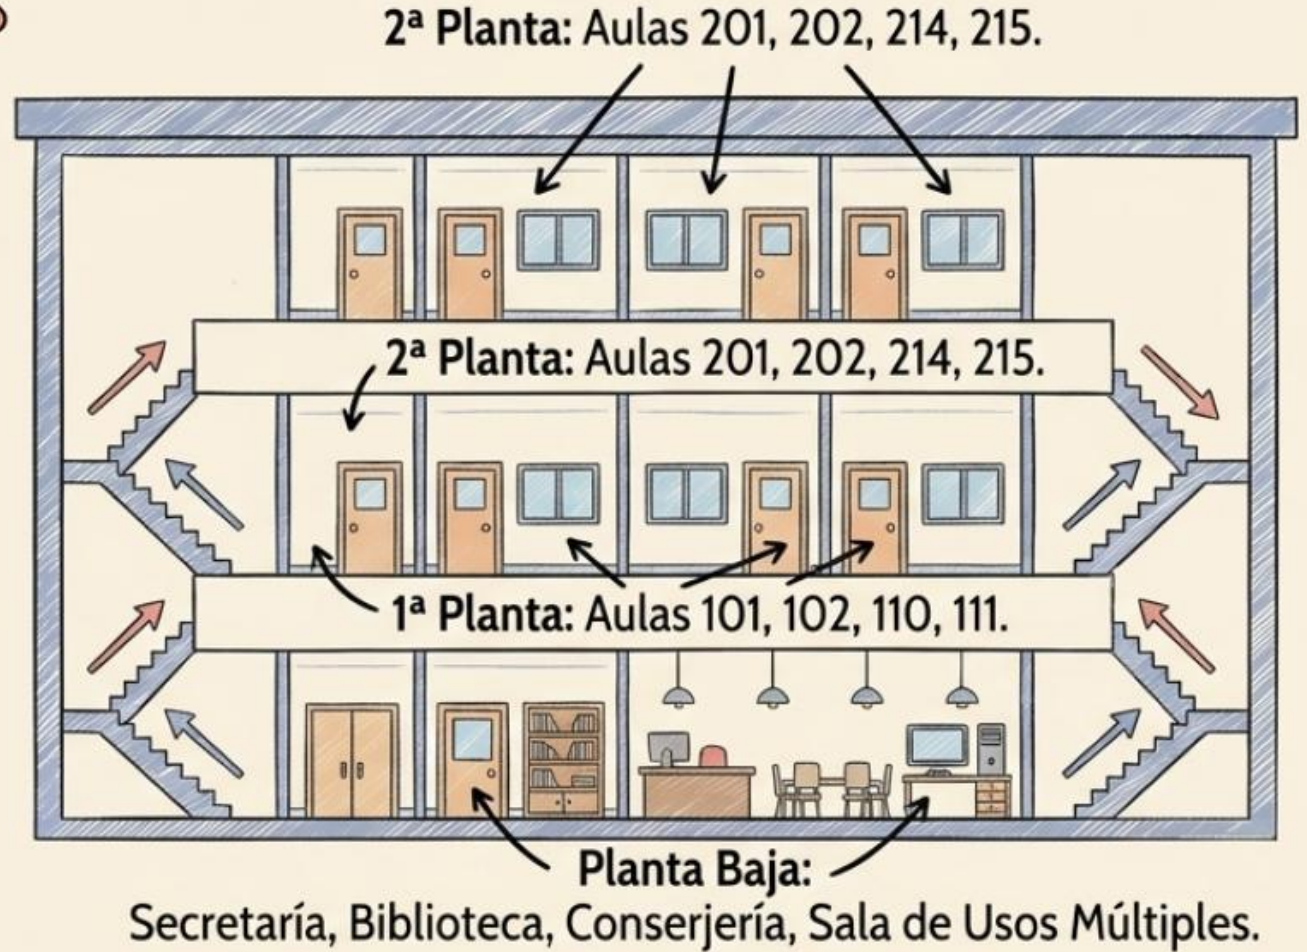 2ª Planta: Aulas 201, 202, 214, 215.
2ª Planta: Aulas 201, 202, 214, 215.
1ª Planta: Aulas 101, 102, 110, 111.
Planta Baja:
Secretaría, Biblioteca, Conserjería, Sala de Usos Múltiples.